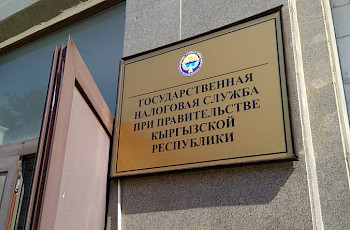 ГОСУДАРСТВЕННАЯ
НАЛОГОВАЯ СЛУЖБА
ПРИ ПРАВИТЕЛЬСТВЕ
КЫРГЫЗСКОЙ
РЕСПУБЛИКИ